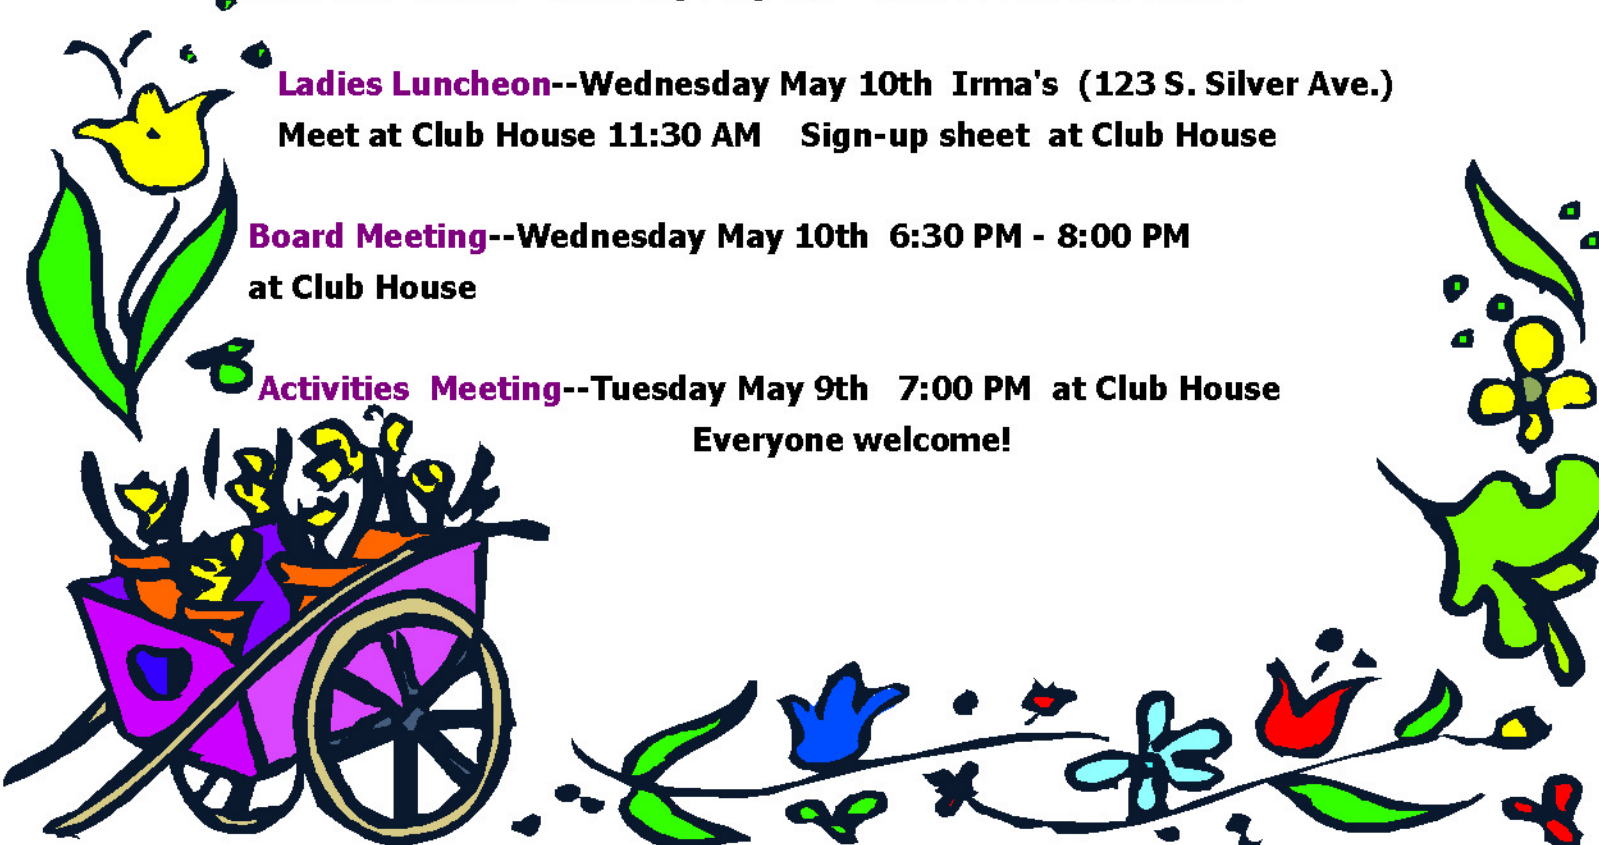 Ladies Luncheon--Wednesday May 10th Irma's (123 S. Silver Ave.)
Meet at Club House 11:30 AM Sign-up sheet at Club House
Board Meeting--Wednesday May 10th 6:30 PM - 8:00 PM
at Club House
Activities Meeting--Tuesday May 9th 7:00 PM at Club House
Everyone welcome!